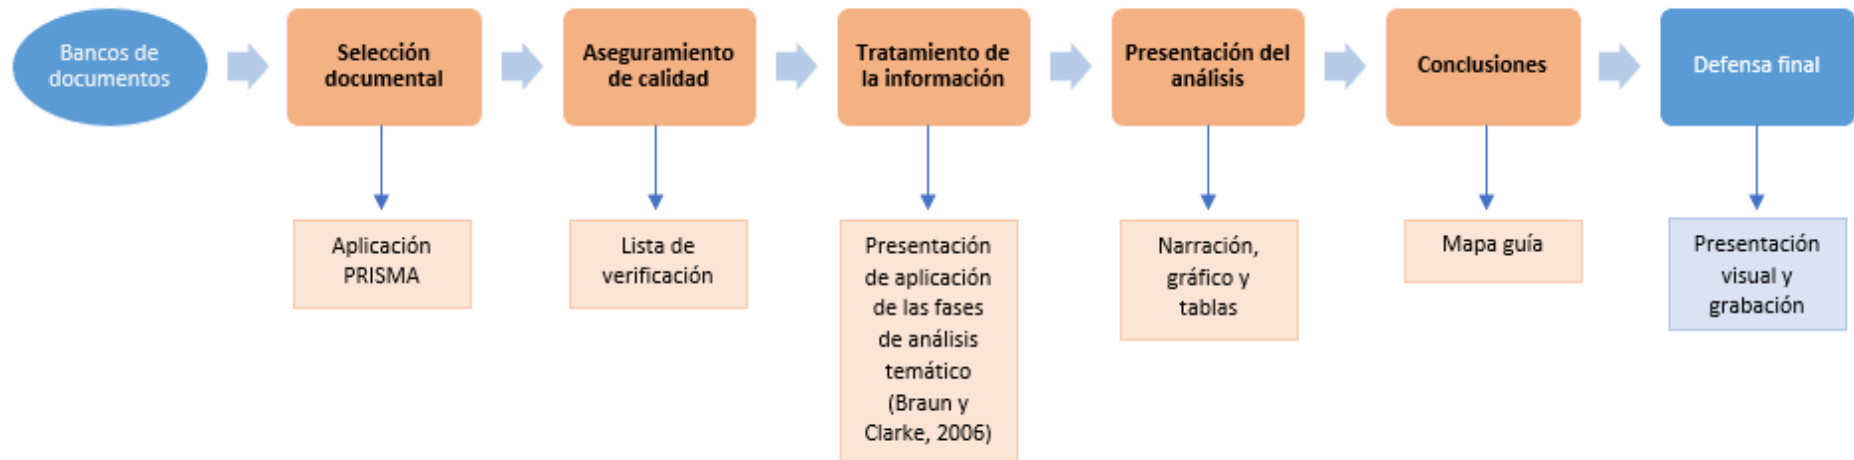 Bancos de
documentos
Selección
documental
Aseguramiento
de calidad
Tratamiento de
la información
Presentación del
análisis
Conclusiones
Defensa final
Aplicación
PRISMA
Lista de
verificación
Presentación
de aplicación
de las fases
de análisis
temático
(Braun y
Clarke, 2006)
Narración,
gráfico y
tablas
Mapa guía
Presentación
visual y
grabación